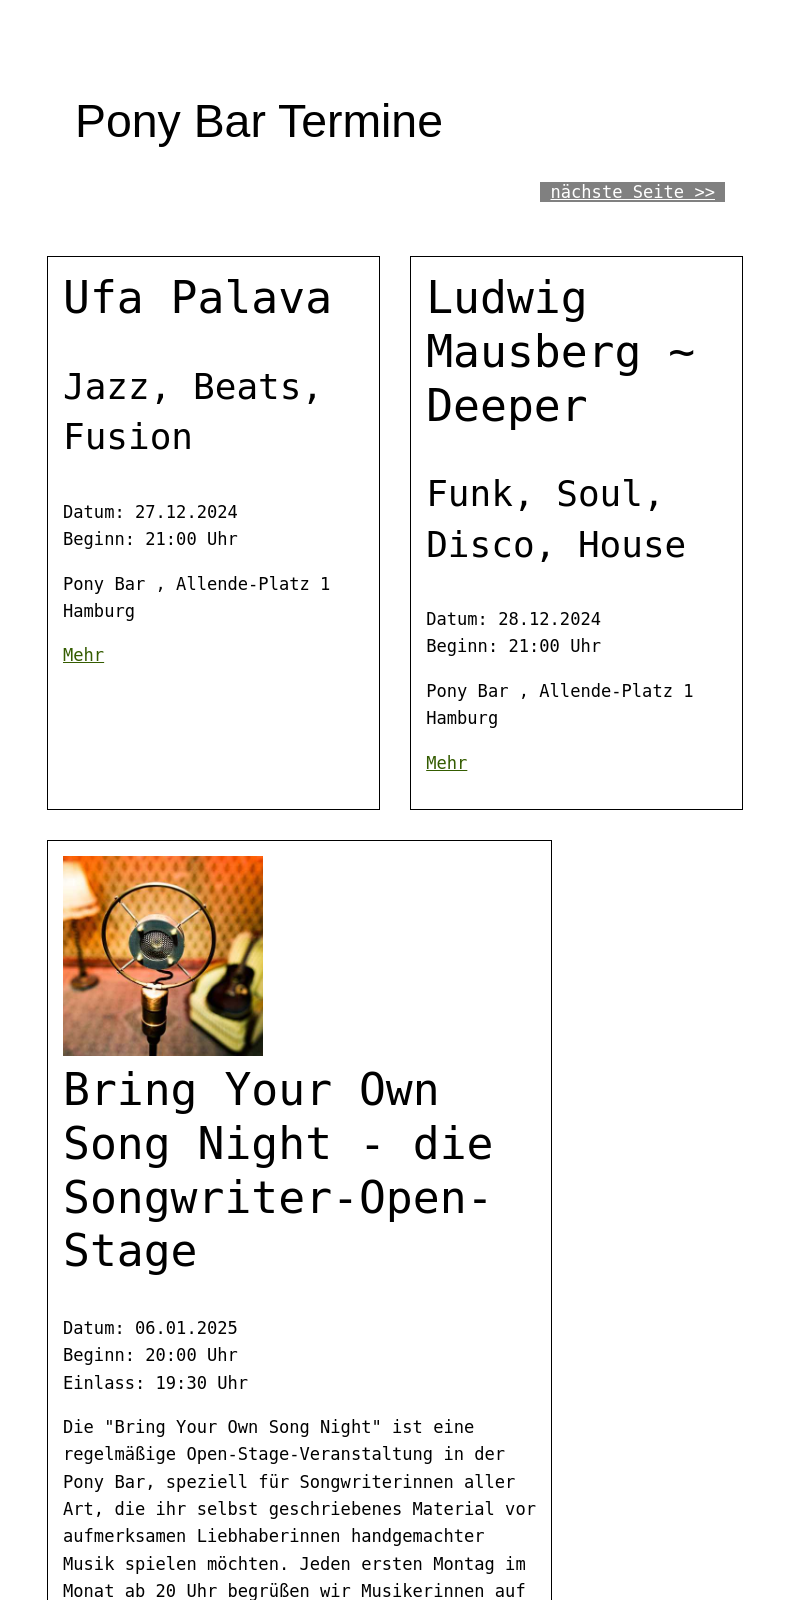 Pony Bar Termine
nächste Seite >>
Ufa Palava
Jazz, Beats,
Fusion
Datum: 27.12.2024
Beginn: 21:00 Uhr
Pony Bar , Allende-Platz 1
Hamburg
Mehr
Ludwig
Mausberg ~
Deeper
Funk, Soul,
Disco, House
Datum: 28.12.2024
Beginn: 21:00 Uhr
Pony Bar , Allende-Platz 1
Hamburg
Mehr
Bring Your Own
Song Night - die
Songwriter-Open-
Stage
Datum: 06.01.2025
Beginn: 20:00 Uhr
Einlass: 19:30 Uhr
Die "Bring Your Own Song Night" ist eine
regelmäßige Open-Stage-Veranstaltung in der
Pony Bar, speziell für Songwriterinnen aller
Art, die ihr selbst geschriebenes Material vor
aufmerksamen Liebhaberinnen handgemachter
Musik spielen möchten. Jeden ersten Montag im
Monat ab 20 Uhr begrüßen wir Musikerinnen auf